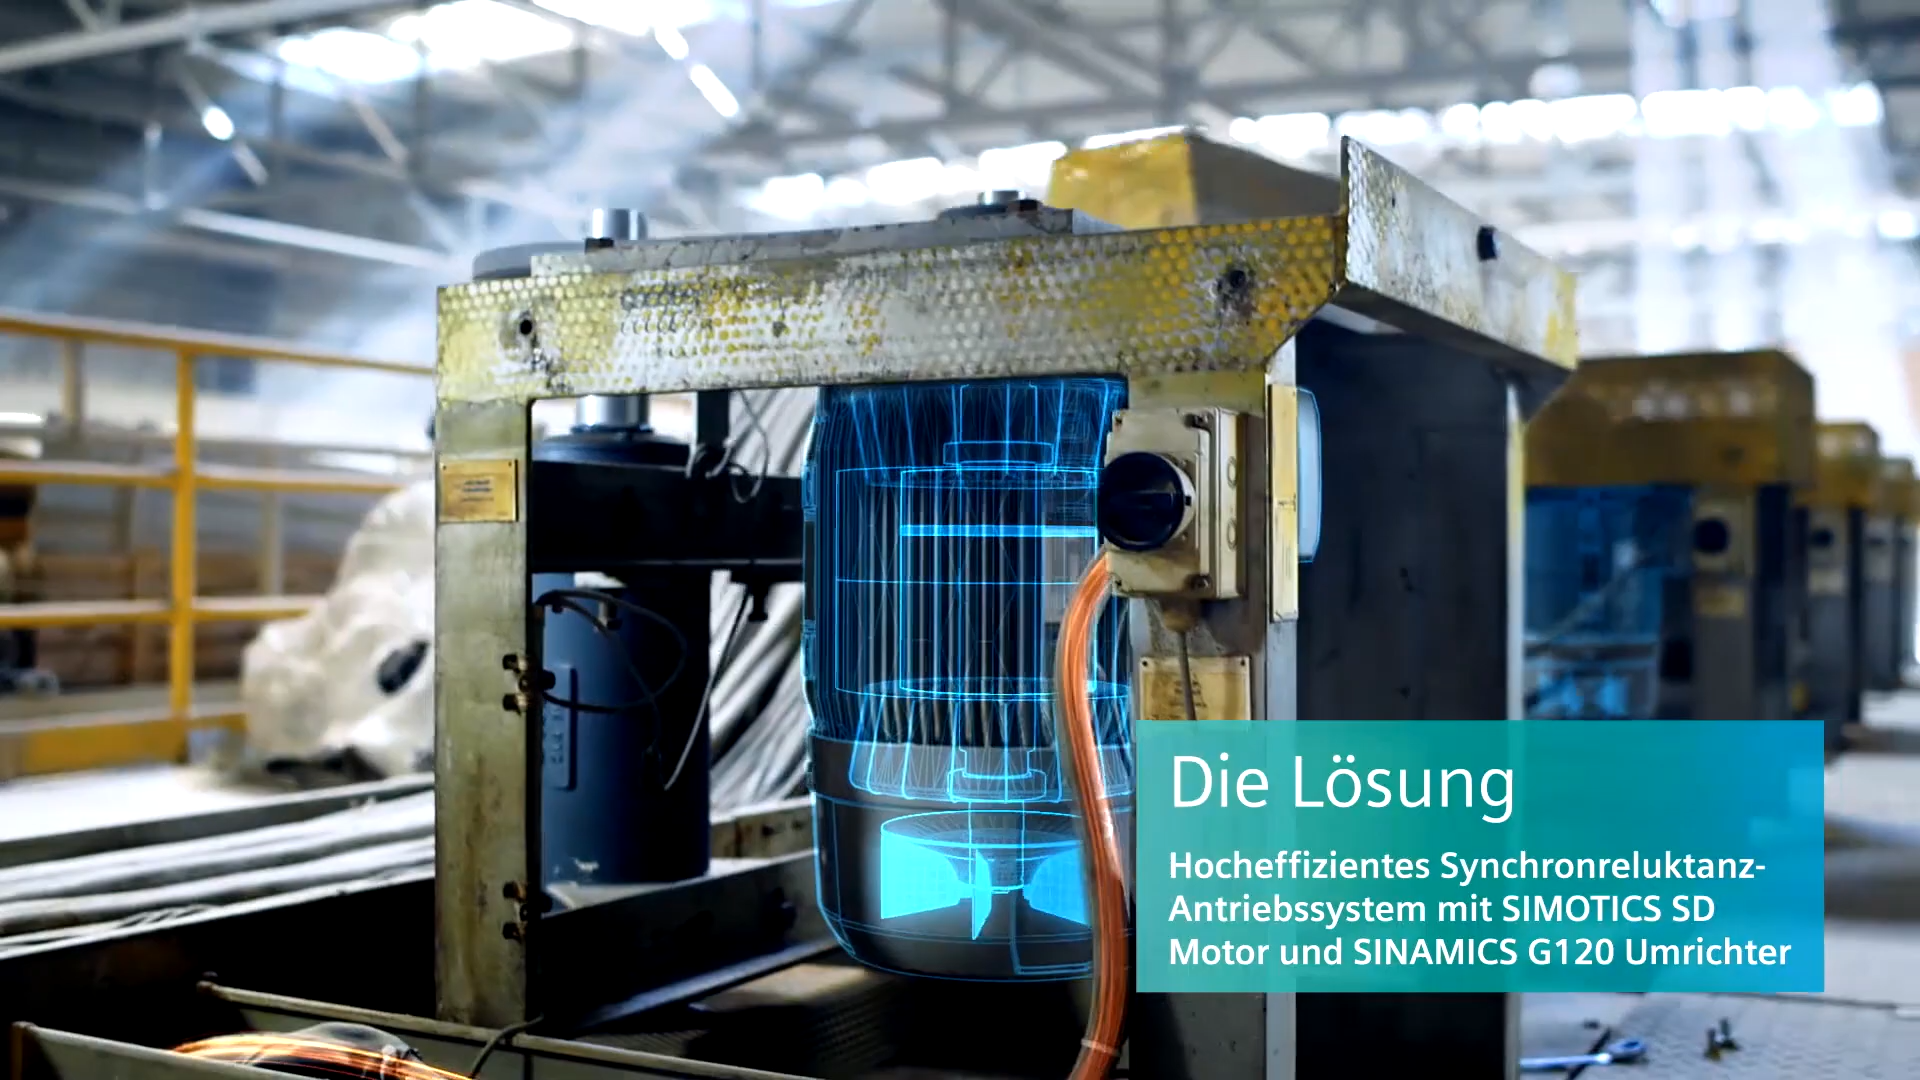 Die Lösung
Hocheffizientes Synchronreluktanz-
Antriebssystem mit SIMOTICS SD
Motor und SINAMICS G120 Umrichter